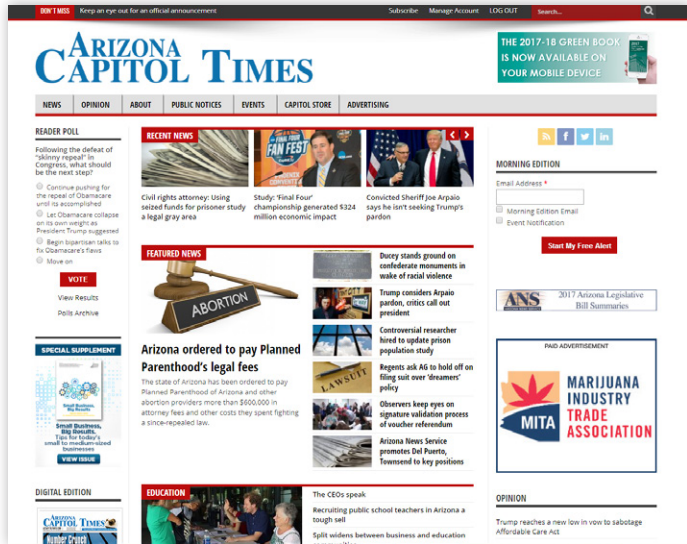 DON'T MISS Keep an eye out for an official announcement
Subscribe Manage Account LOG OUT Search...
ARIZONA
CAPITOL TIMES
THE 2017-18 GREEN BOOK
IS NOW AVAILABLE ON
YOUR MOBILE DEVICE
NEWS OPINION ABOUT PUBLIC NOTICES EVENTS CAPITOL STORE ADVERTISING
READER POLL
Following the defeat of
"skinny repeal" in
Congress, what should
be the next step?
Continue pushing for
the repeal of Obamacare
until its accomplished
Let Obamacare collapse
on its own weight as
President Trump suggested
Begin bipartisan talks to
fix Obamacare's flaws
Move on
VOTE
View Results
Polls Archive
SPECIAL SUPPLEMENT
Small Business,
Big Results.
Small Business,
Big Results.
Tips for today's
small to medium-sized
businesses
VIEW ISSUE
DIGITAL EDITION
ARIZONA
CAPITOL TIMES
Number Crunch
RECENT NEWS
FINAL FOUR
FAN FEST
Civil rights attorney: Using
seized funds for prisoner study
a legal gray area
Study: 'Final Four'
championship generated $324
million economic impact
Convicted Sheriff Joe Arpaio
says he isn't seeking Trump's
pardon
FEATURED NEWS
ABORTION
Arizona ordered to pay Planned
Parenthood's legal fees
The state of Arizona has been ordered to pay
Planned Parenthood of Arizona and other
abortion providers more than $600,000 in
attorney fees and other costs they spent fighting
a since-repealed law.
Ducey stands ground on
confederate monuments in
wake of racial violence
Trump considers Arpaio
pardon, critics call out
president
Controversial researcher
hired to update prison
population study
LAWSUIT
Regents ask AG to hold off on
filing suit over 'dreamers'
policy
Observers keep eyes on
signature validation process
of voucher referendum
Arizona News Service
promotes Del Puerto,
Townsend to key positions
EDUCATION
The CEOs speak
Recruiting public school teachers in Arizona a
tough sell
Split widens between business and education
MORNING EDITION
Email Address *
Morning Edition Email
Event Notification
Start My Free Alert
ANS
2017 Arizona Legislative
Bill Summaries
PAID ADVERTISEMENT
MITA
MARIJUANA
INDUSTRY
TRADE
ASSOCIATION
OPINION
Trump reaches a new low in vow to sabotage
Affordable Care Act